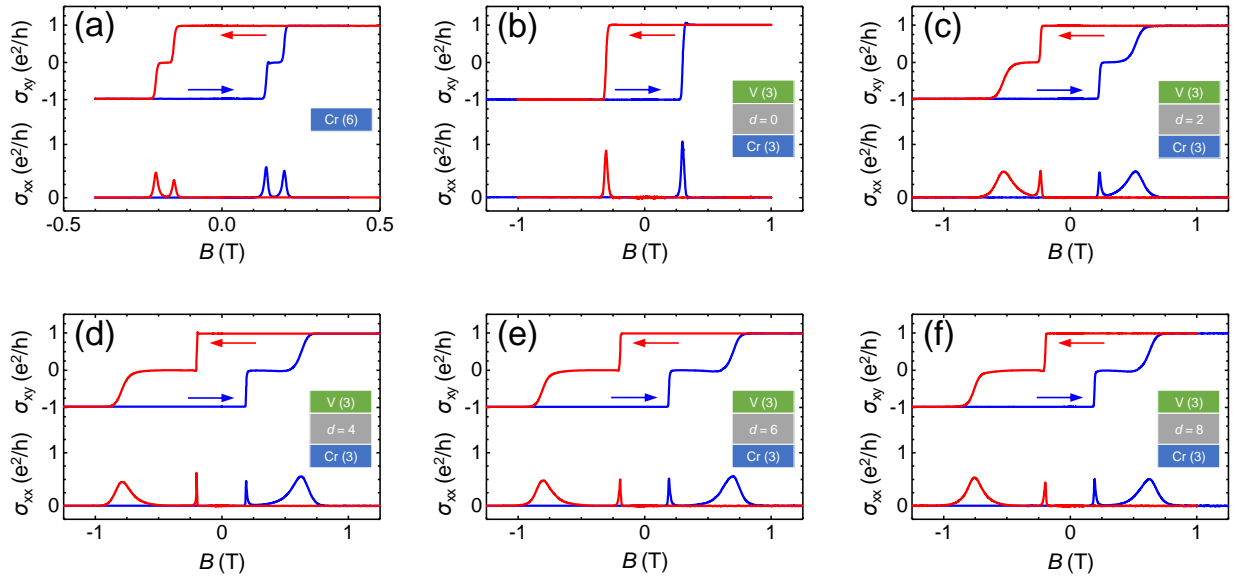 (a)
σxy (e²/h)
1
0
-1
σxx (e²/h)
1
0
Cr (6)
-0.5
0.0
0.5
B (T)
(b)
σxy (e²/h)
1
0
-1
σxx (e²/h)
1
0
V (3)
d = 0
Cr (3)
-1
0
1
B (T)
(c)
σxy (e²/h)
1
0
-1
σxx (e²/h)
1
0
V (3)
d = 2
Cr (3)
-1
0
1
B (T)
(d)
σxy (e²/h)
1
0
-1
σxx (e²/h)
1
0
V (3)
d = 4
Cr (3)
-1
0
1
B (T)
(e)
σxy (e²/h)
1
0
-1
σxx (e²/h)
1
0
V (3)
d = 6
Cr (3)
-1
0
1
B (T)
(f)
σxy (e²/h)
1
0
-1
σxx (e²/h)
1
0
V (3)
d = 8
Cr (3)
-1
0
1
B (T)